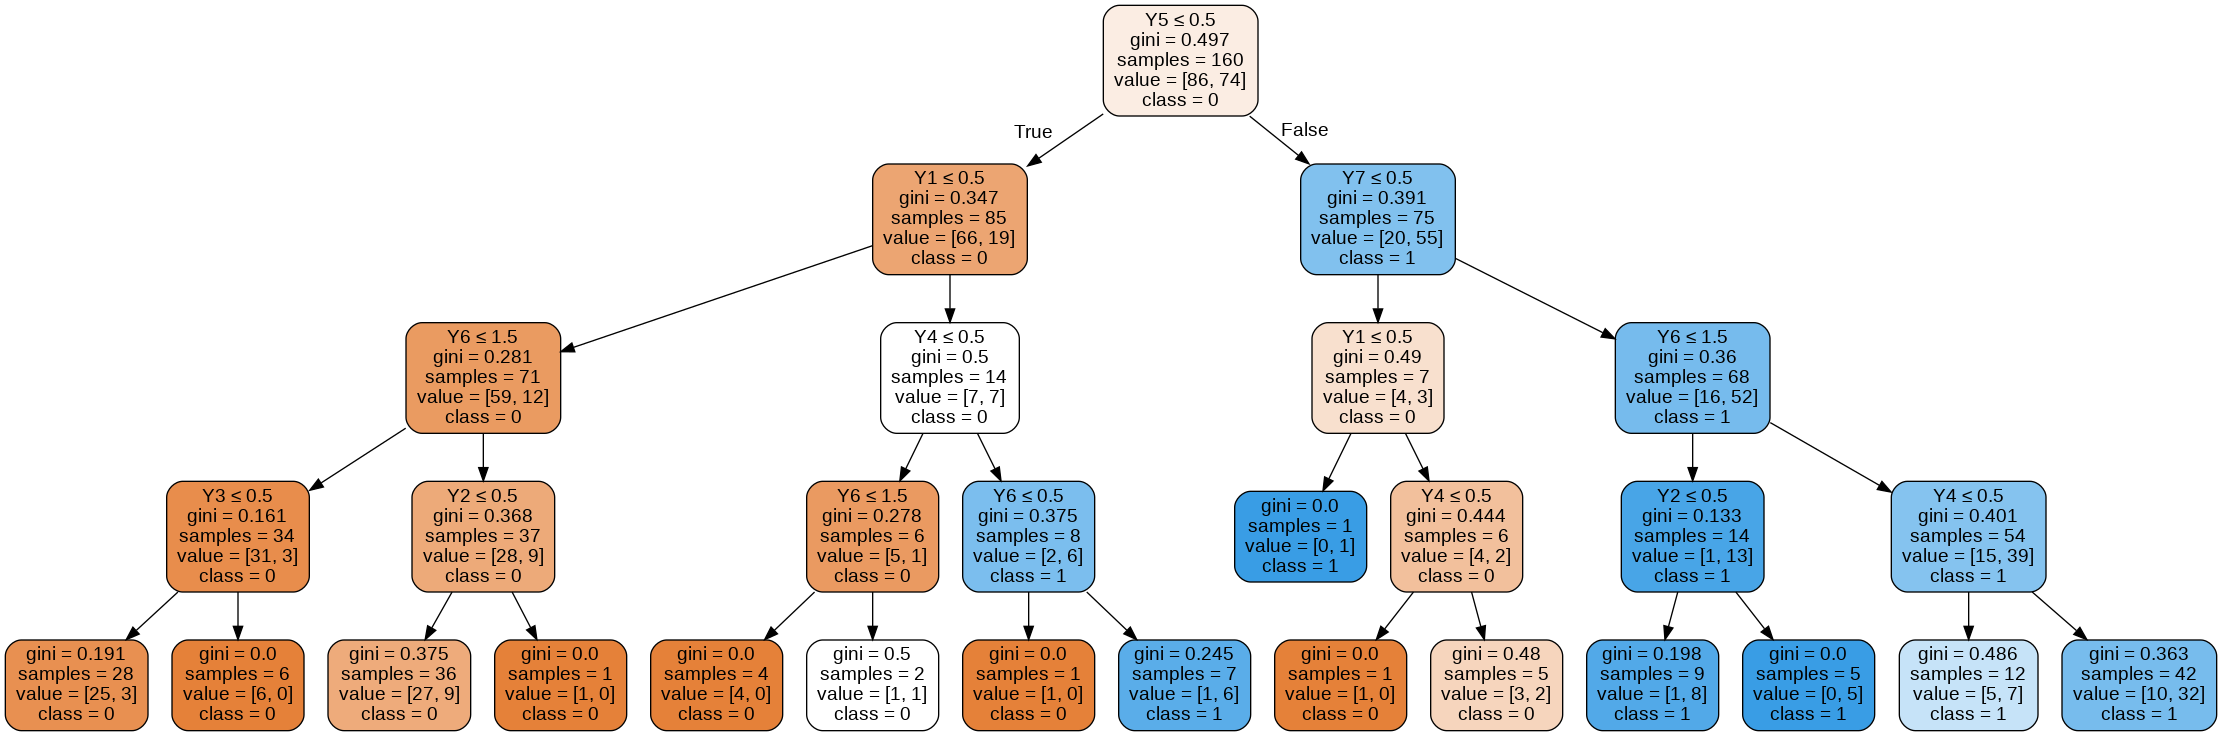 Y5 ≤ 0.5
gini = 0.497
samples = 160
value = [86, 74]
class = 0
True
False
Y1 ≤ 0.5
gini = 0.347
samples = 85
value = [66, 19]
class = 0
Y7 ≤ 0.5
gini = 0.391
samples = 75
value = [20, 55]
class = 1
Y6 ≤ 1.5
gini = 0.281
samples = 71
value = [59, 12]
class = 0
Y4 ≤ 0.5
gini = 0.5
samples = 14
value = [7, 7]
class = 0
Y1 ≤ 0.5
gini = 0.49
samples = 7
value = [4, 3]
class = 0
Y6 ≤ 1.5
gini = 0.36
samples = 68
value = [16, 52]
class = 1
Y3 ≤ 0.5
gini = 0.161
samples = 34
value = [31, 3]
class = 0
Y2 ≤ 0.5
gini = 0.368
samples = 37
value = [28, 9]
class = 0
Y6 ≤ 1.5
gini = 0.278
samples = 6
value = [5, 1]
class = 0
Y6 ≤ 0.5
gini = 0.375
samples = 8
value = [2, 6]
class = 1
gini = 0.0
samples = 1
value = [0, 1]
class = 1
Y4 ≤ 0.5
gini = 0.444
samples = 6
value = [4, 2]
class = 0
Y2 ≤ 0.5
gini = 0.133
samples = 14
value = [1, 13]
class = 1
Y4 ≤ 0.5
gini = 0.401
samples = 54
value = [15, 39]
class = 1
gini = 0.191
samples = 28
value = [25, 3]
class = 0
gini = 0.0
samples = 6
value = [6, 0]
class = 0
gini = 0.375
samples = 36
value = [27, 9]
class = 0
gini = 0.0
samples = 1
value = [1, 0]
class = 0
gini = 0.0
samples = 4
value = [4, 0]
class = 0
gini = 0.5
samples = 2
value = [1, 1]
class = 0
gini = 0.0
samples = 1
value = [1, 0]
class = 0
gini = 0.245
samples = 7
value = [1, 6]
class = 1
gini = 0.0
samples = 1
value = [1, 0]
class = 0
gini = 0.48
samples = 5
value = [3, 2]
class = 0
gini = 0.198
samples = 9
value = [1, 8]
class = 1
gini = 0.0
samples = 5
value = [0, 5]
class = 1
gini = 0.486
samples = 12
value = [5, 7]
class = 1
gini = 0.363
samples = 42
value = [10, 32]
class = 1